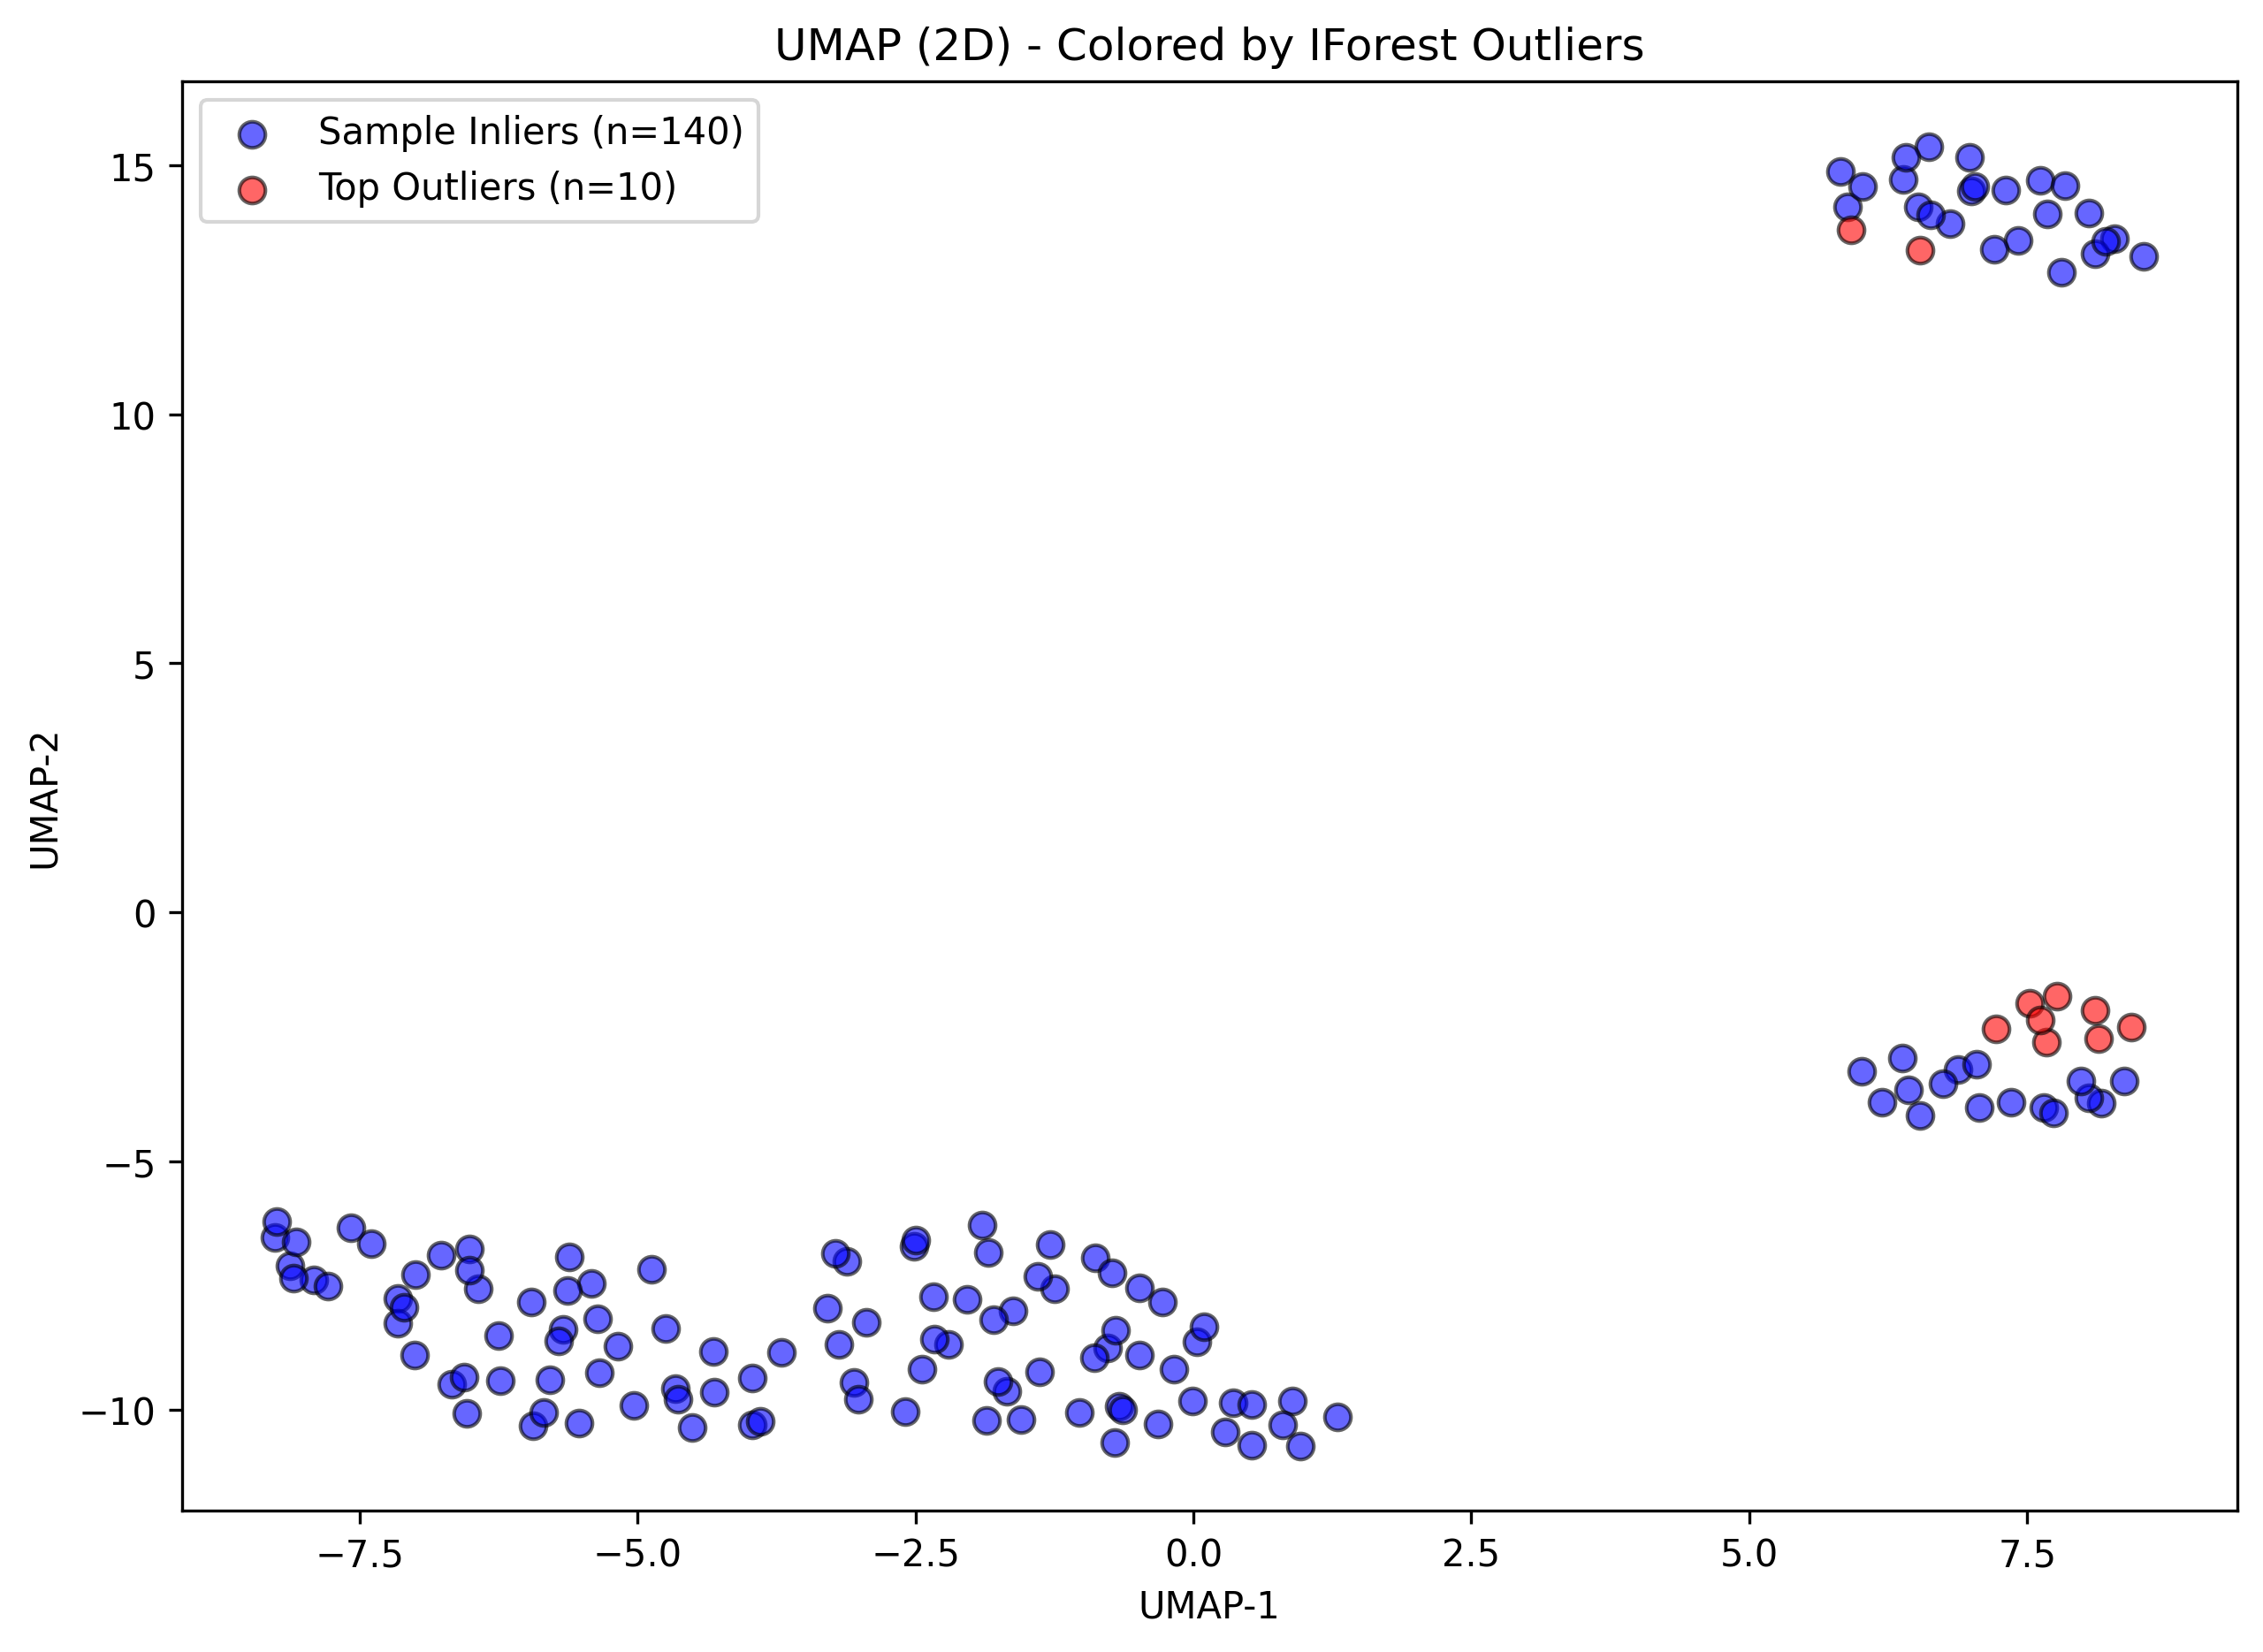 UMAP (2D) - Colored by IForest Outliers
Sample Inliers (n=140)
Top Outliers (n=10)
15
10
5
0
−5
−10
UMAP-2
−7.5
−5.0
−2.5
0.0
2.5
5.0
7.5
UMAP-1